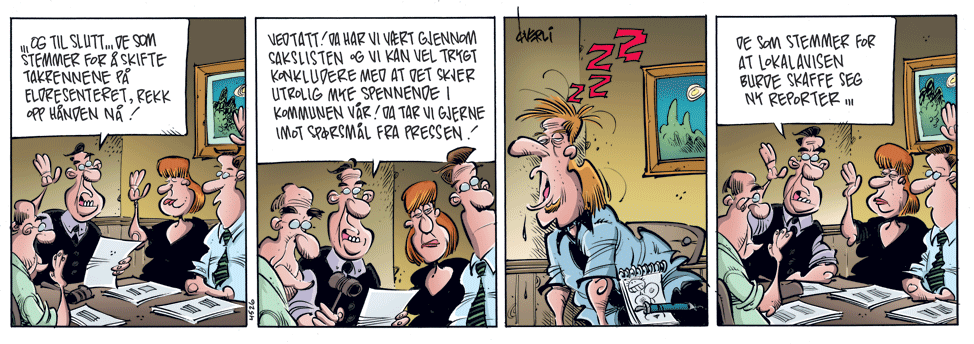 ...OG TIL SLUTT... DE SOM
STEMMER FOR Å SKIFTE
TAKRENNENE PÅ
ELDRESENTERET, REKK
OPP HÅNDEN NÅ!
VEDTATT! DA HAR VI VÆRT GJENNOM
SAKSLISTEN OG VI KAN VEL TRYGT
KONKLUDERE MED AT DET SKJER
UTROLIG MYE SPENNENDE I
KOMMUNEN VÅR! DA TAR VI GJERNE
IMOT SPØRSMÅL FRA PRESSEN!
ØVERLI
Z Z Z Z
DE SOM STEMMER FOR
AT LOKALAVISEN
BURDE SKAFFE SEG
NY REPORTER...
4526